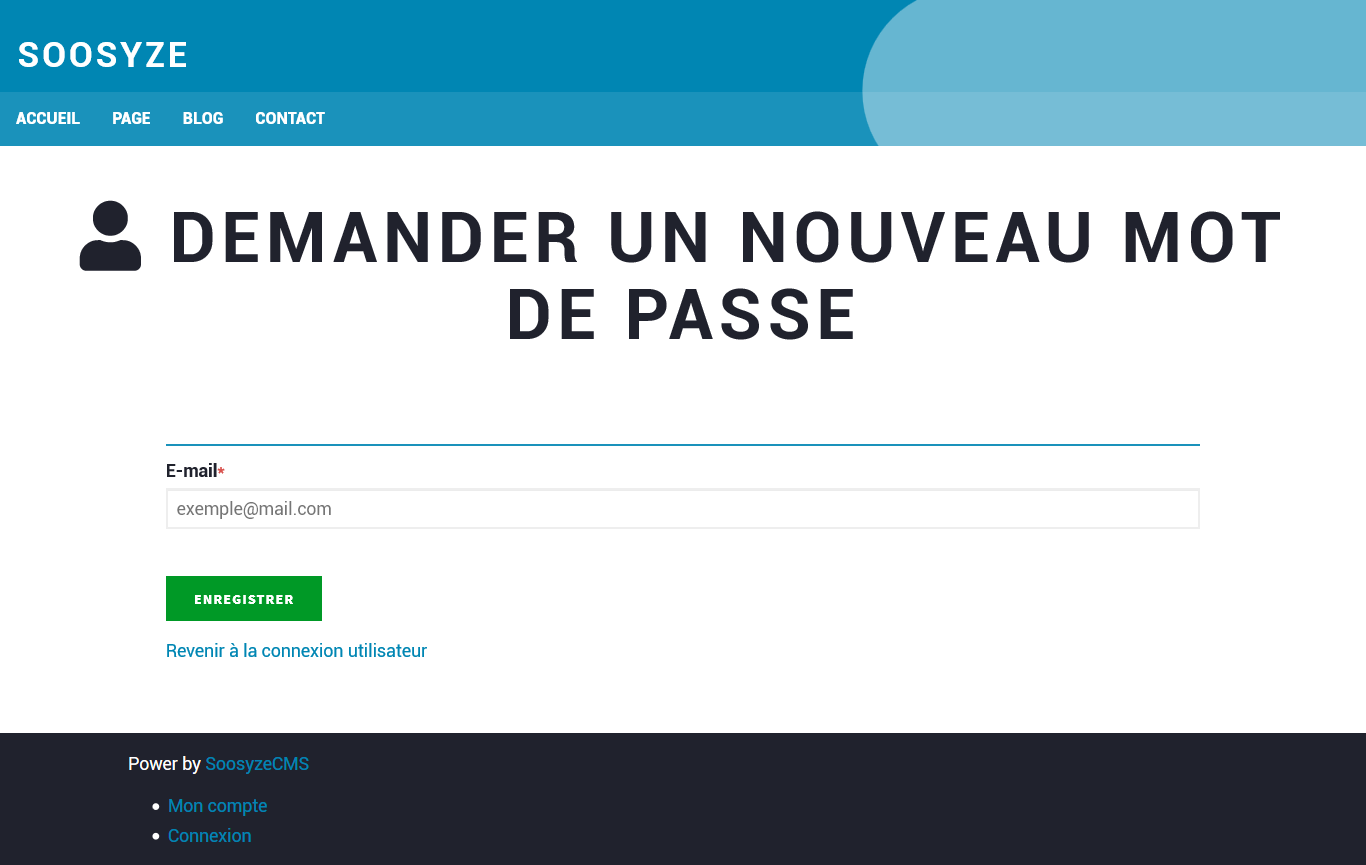 SOOSYZE
ACCUEIL PAGE BLOG CONTACT
DEMANDER UN NOUVEAU MOT
DE PASSE
E-mail*
exemple@mail.com
ENREGISTRER
Revenir à la connexion utilisateur
Power by SoosyzeCMS
Mon compte
Connexion